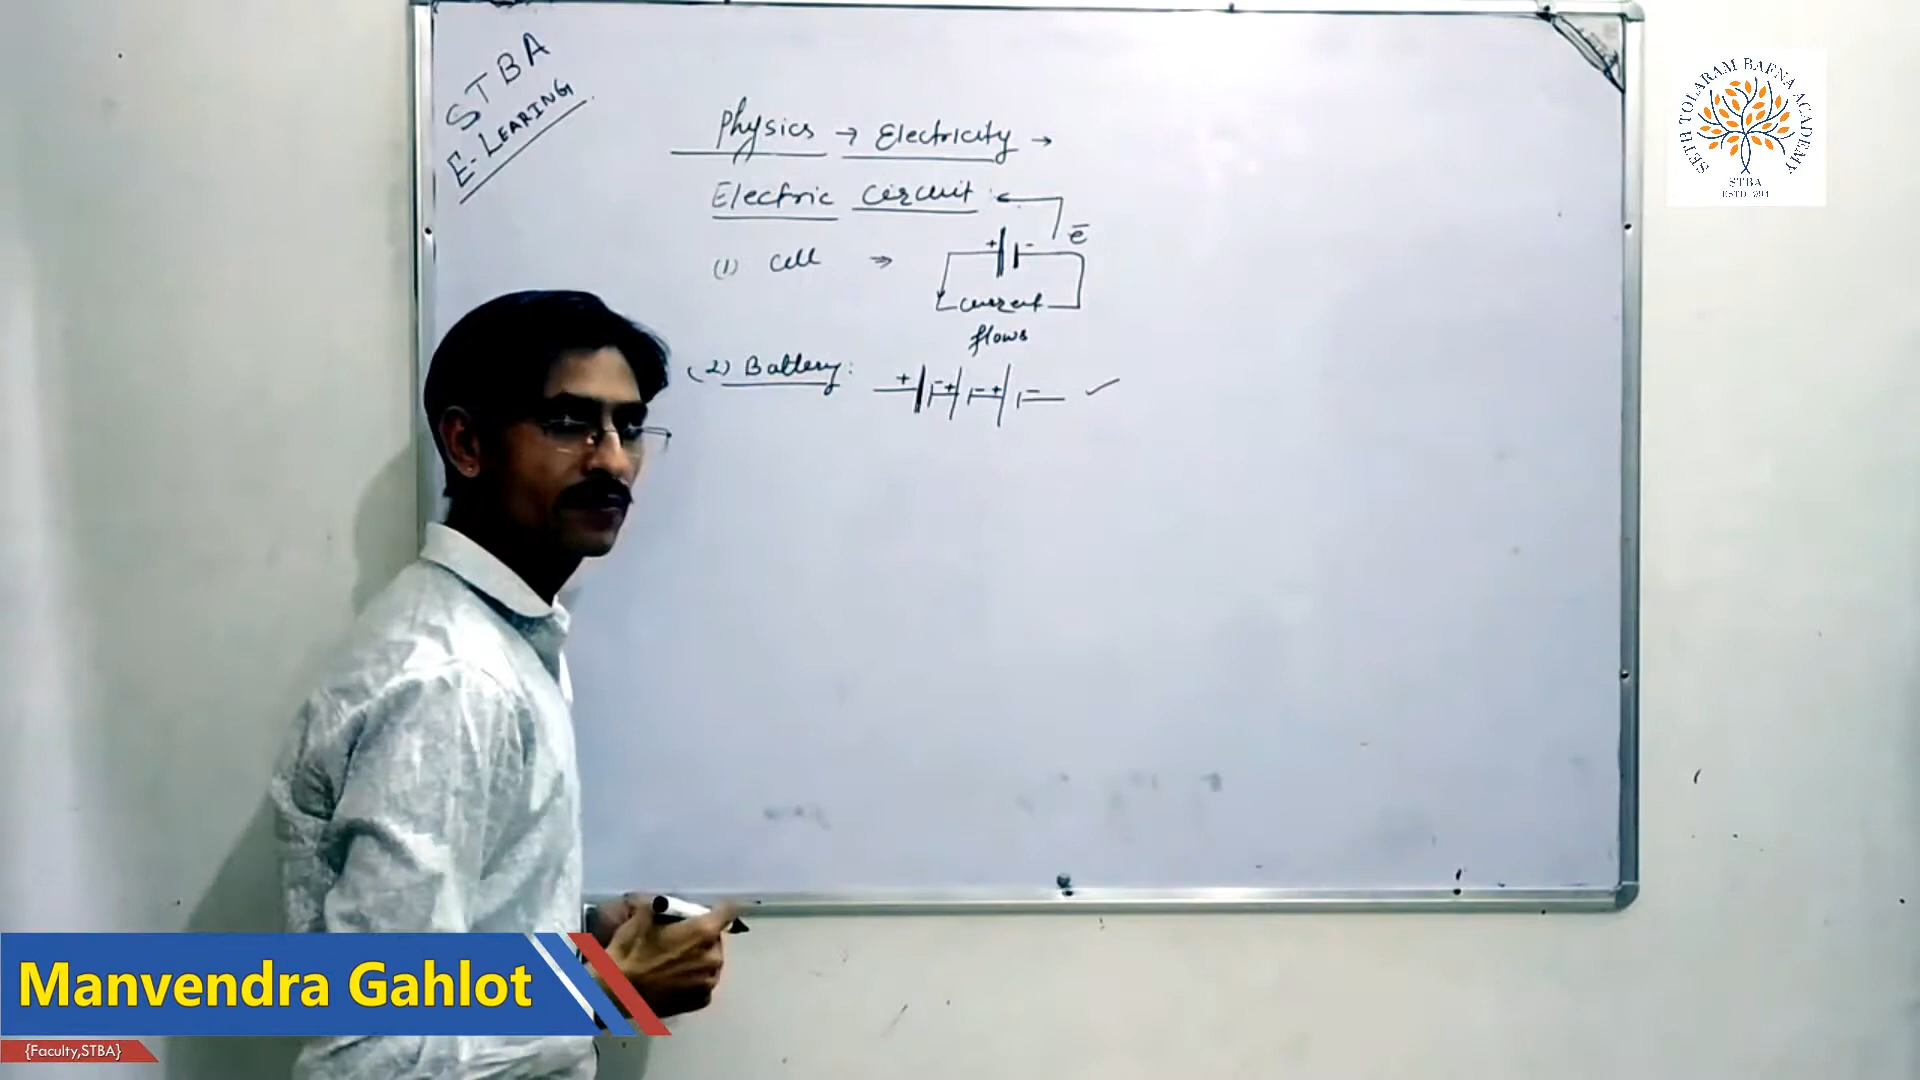 STBA
E-LEARING
Physics → Electricity →
Electric circuit
(1) Cell ⇒
+ - e̅
current
flows
(2) Battery:
+ - + - + -
SETH TOLARAM BAFNA ACADEMY
STBA
Manvendra Gahlot
{Faculty,STBA}